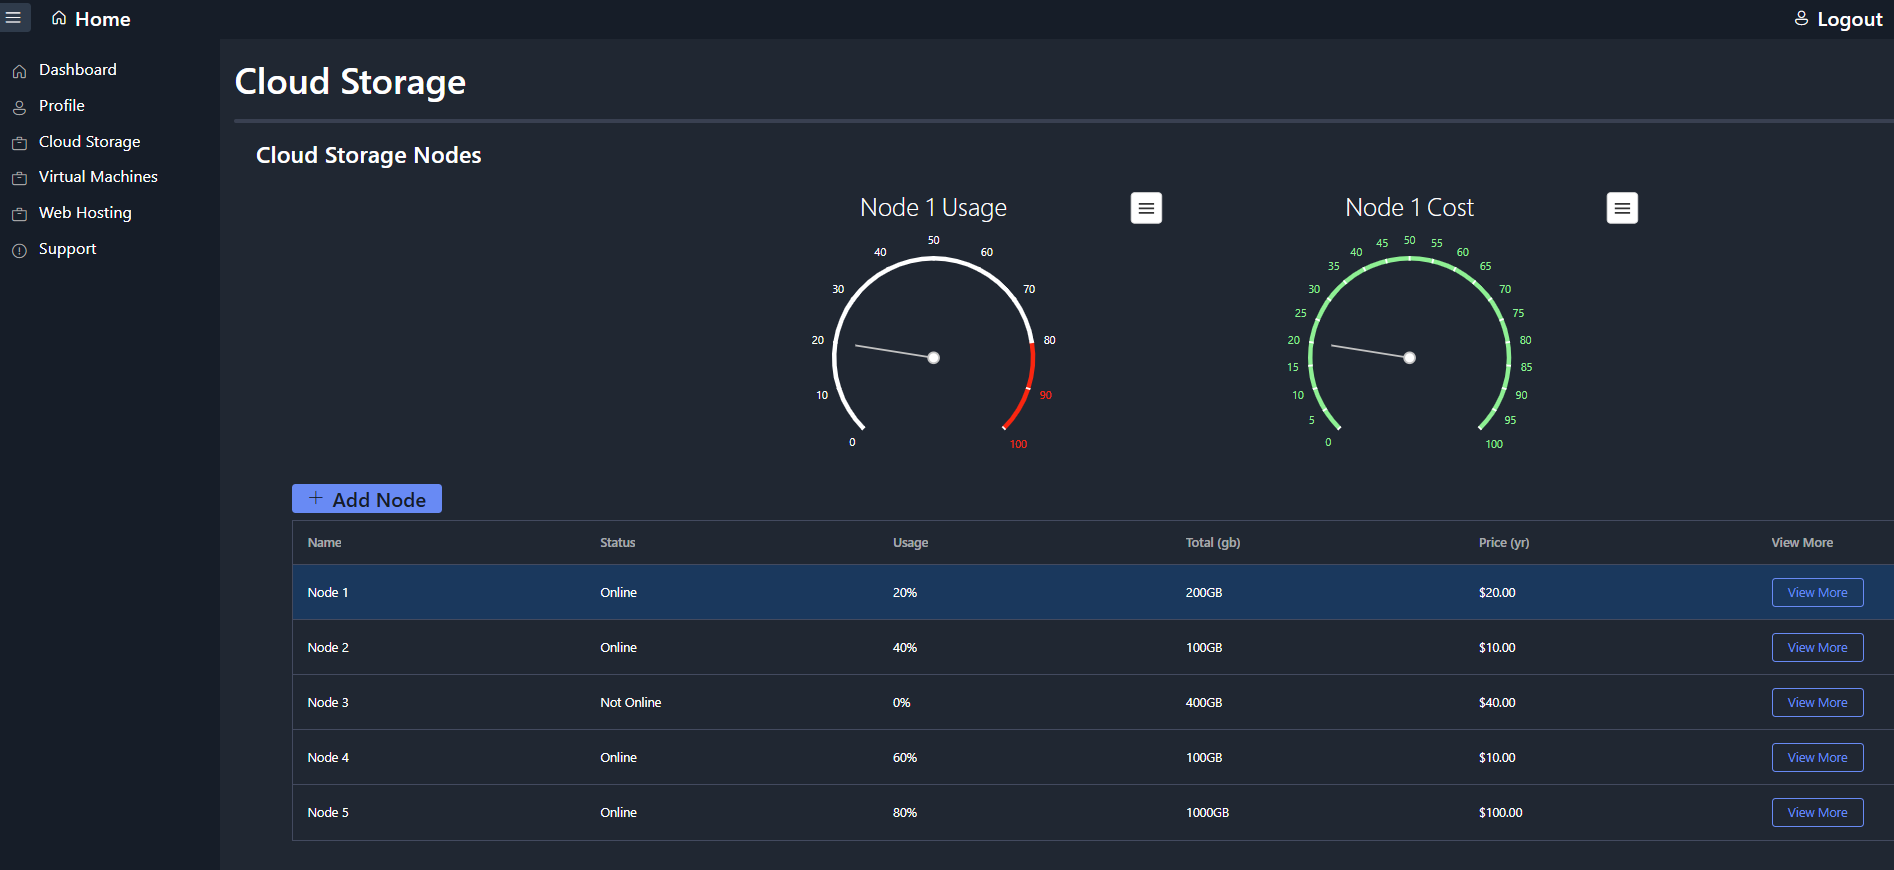 Home
Logout
Dashboard
Profile
Cloud Storage
Virtual Machines
Web Hosting
Support
Cloud Storage
Cloud Storage Nodes
Node 1 Usage
0
10
20
30
40
50
60
70
80
90
100
Node 1 Cost
0
5
10
15
20
25
30
35
40
45
50
55
60
65
70
75
80
85
90
95
100
Add Node
Name Status Usage Total (gb) Price (yr) View More
Node 1 Online 20% 200GB $20.00 View More
Node 2 Online 40% 100GB $10.00 View More
Node 3 Not Online 0% 400GB $40.00 View More
Node 4 Online 60% 100GB $10.00 View More
Node 5 Online 80% 1000GB $100.00 View More